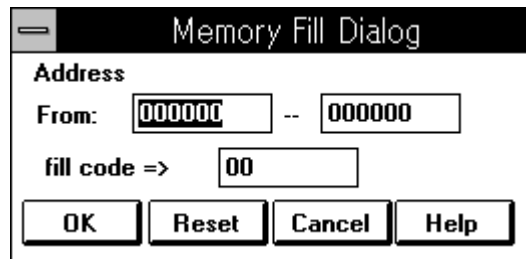 Memory Fill Dialog
Address
From: 000000 -- 000000
fill code => 00
OK Reset Cancel Help